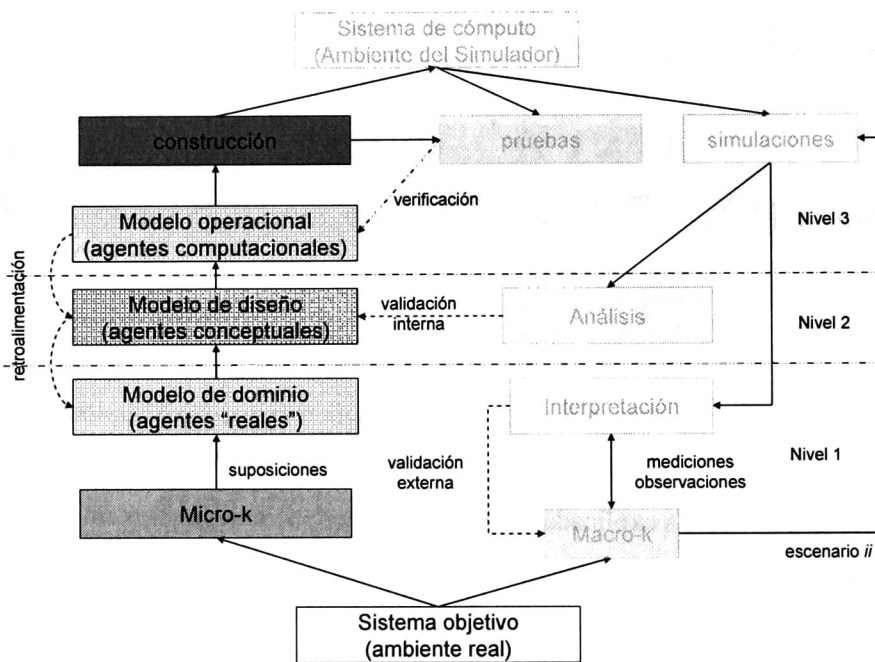 Sistema de cómputo
(Ambiente del Simulador)
construcción
pruebas
simulaciones
verificación
Modelo operacional
(agentes computacionales)
Nivel 3
retroalimentación
Modelo de diseño
(agentes conceptuales)
validación
interna
Análisis
Nivel 2
Modelo de dominio
(agentes "reales")
Interpretación
suposiciones
validación
externa
mediciones
observaciones
Nivel 1
Micro-k
Macro-k
escenario ii
Sistema objetivo
(ambiente real)